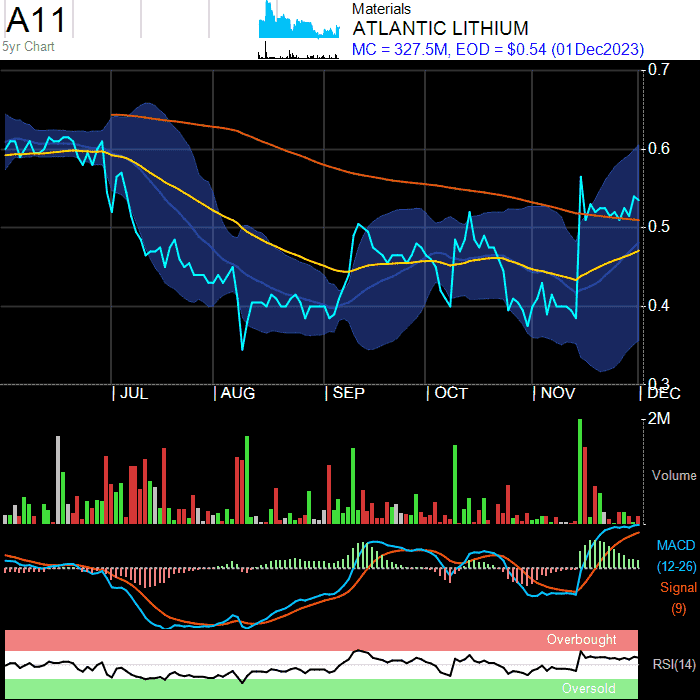 A11
5yr Chart
Materials
ATLANTIC LITHIUM
MC = 327.5M, EOD = $0.54 (01Dec2023)
0.7
0.6
0.5
0.4
0.3
JUL AUG SEP OCT NOV DEC
2M
Volume
MACD
(12-26)
Signal
(9)
Overbought
RSI(14)
Oversold